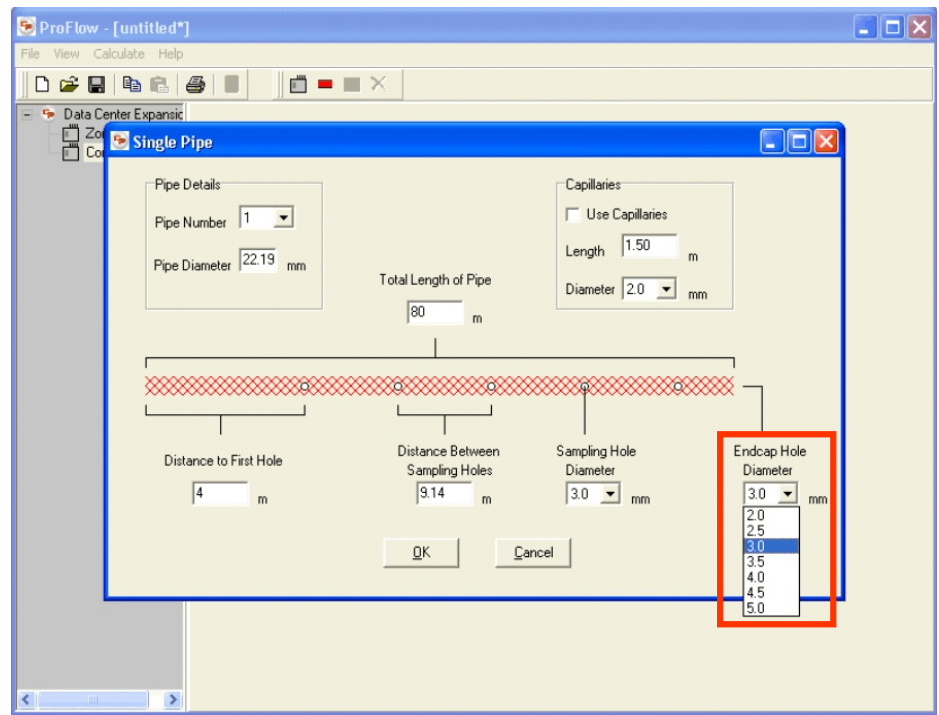 ProFlow - [untitled*]
File View Calculate Help
Data Center Expansic
Zo
Co
Single Pipe
Pipe Details
Pipe Number 1
Pipe Diameter 22.19 mm
Capillaries
Use Capillaries
Length 1.50 m
Diameter 2.0 mm
Total Length of Pipe
80 m
Distance to First Hole
4 m
Distance Between
Sampling Holes
9.14 m
Sampling Hole
Diameter
3.0 mm
Endcap Hole
Diameter
3.0 mm
2.0
2.5
3.0
3.5
4.0
4.5
5.0
OK Cancel